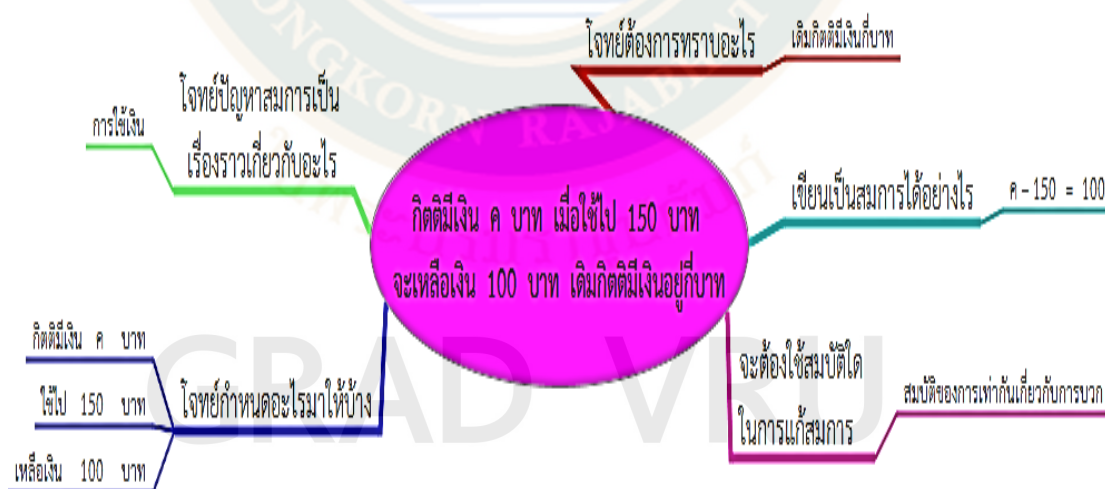 โจทย์ต้องการทราบอะไร
เดิมกิตติมีเงินกี่บาท
โจทย์ปัญหาสมการเป็น
เรื่องราวเกี่ยวกับอะไร
การใช้เงิน
กิตติมีเงิน ค บาท เมื่อใช้ไป 150 บาท
จะเหลือเงิน 100 บาท เดิมกิตติมีเงินอยู่กี่บาท
เขียนเป็นสมการได้อย่างไร
ค – 150 = 100
โจทย์กำหนดอะไรมาให้บ้าง
กิตติมีเงิน ค บาท
ใช้ไป 150 บาท
เหลือเงิน 100 บาท
จะต้องใช้สมบัติใด
ในการแก้สมการ
สมบัติของการเท่ากันเกี่ยวกับการบวก
GRAD VRU